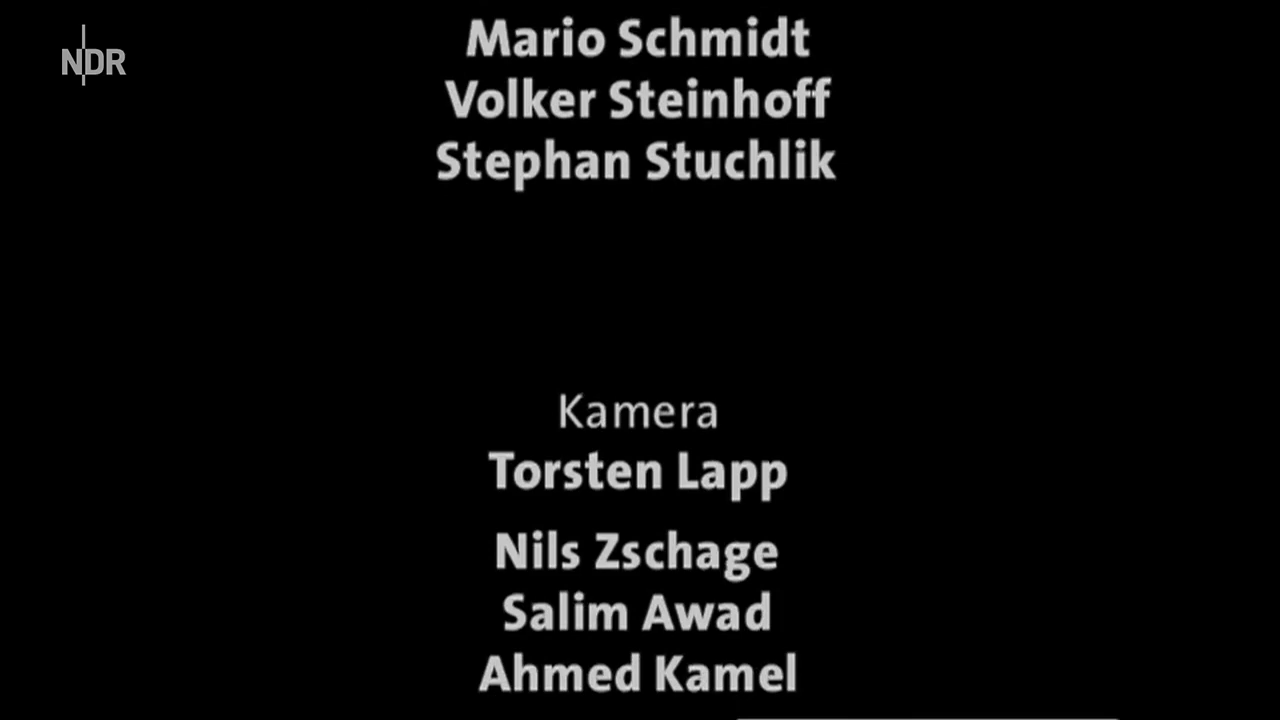 NDR
Mario Schmidt
Volker Steinhoff
Stephan Stuchlik
Kamera
Torsten Lapp
Nils Zschage
Salim Awad
Ahmed Kamel